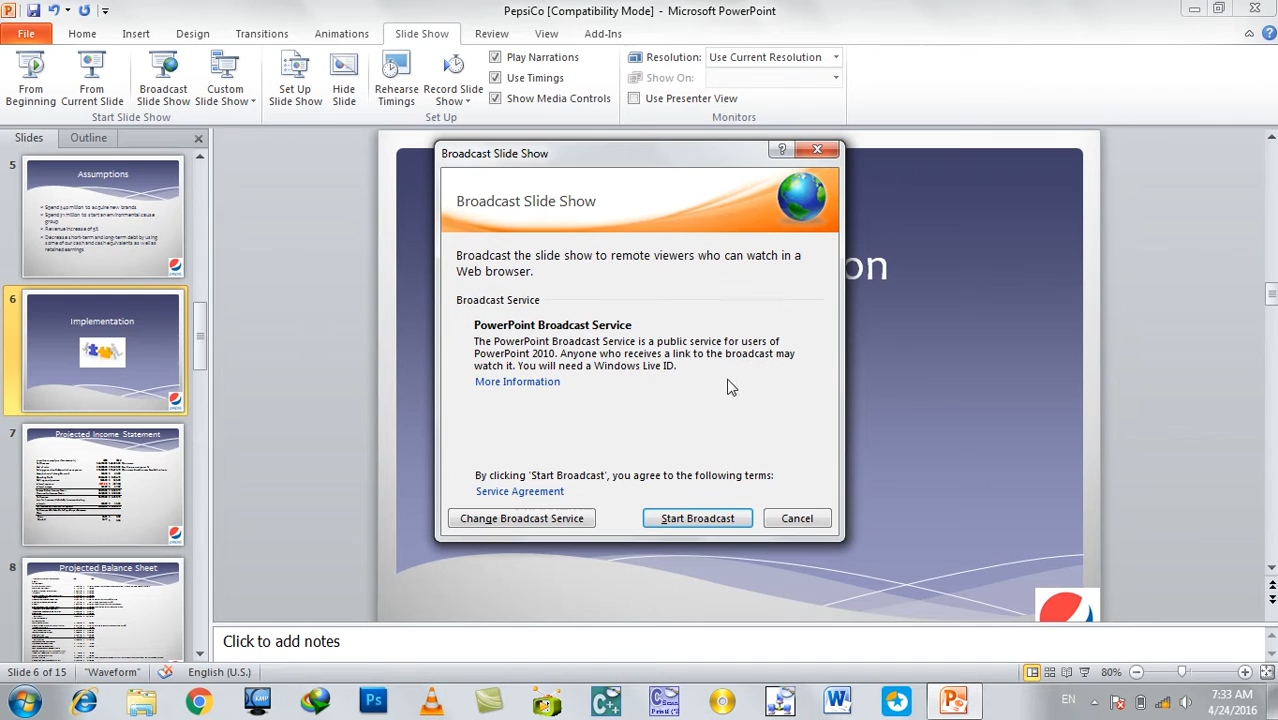 PepsiCo [Compatibility Mode] - Microsoft PowerPoint
File Home Insert Design Transitions Animations Slide Show Review View Add-Ins
From Beginning
From Current Slide
Broadcast Slide Show
Custom Slide Show
Start Slide Show
Set Up Slide Show
Hide Slide
Rehearse Timings
Record Slide Show
Play Narrations
Use Timings
Show Media Controls
Set Up
Resolution: Use Current Resolution
Show On:
Use Presenter View
Monitors
Slides Outline
5
Assumptions
Revenue increase of 5%
6
Implementation
pepsi
7
Projected Income Statement
8
Projected Balance Sheet
on
Broadcast Slide Show
Broadcast Slide Show
Broadcast the slide show to remote viewers who can watch in a
Web browser.
Broadcast Service
PowerPoint Broadcast Service
The PowerPoint Broadcast Service is a public service for users of
PowerPoint 2010. Anyone who receives a link to the broadcast may
watch it. You will need a Windows Live ID.
More Information
By clicking 'Start Broadcast', you agree to the following terms:
Service Agreement
Change Broadcast Service Start Broadcast Cancel
Click to add notes
Slide 6 of 15 "Waveform" English (U.S.) 80%
EN
7:33 AM
4/24/2016